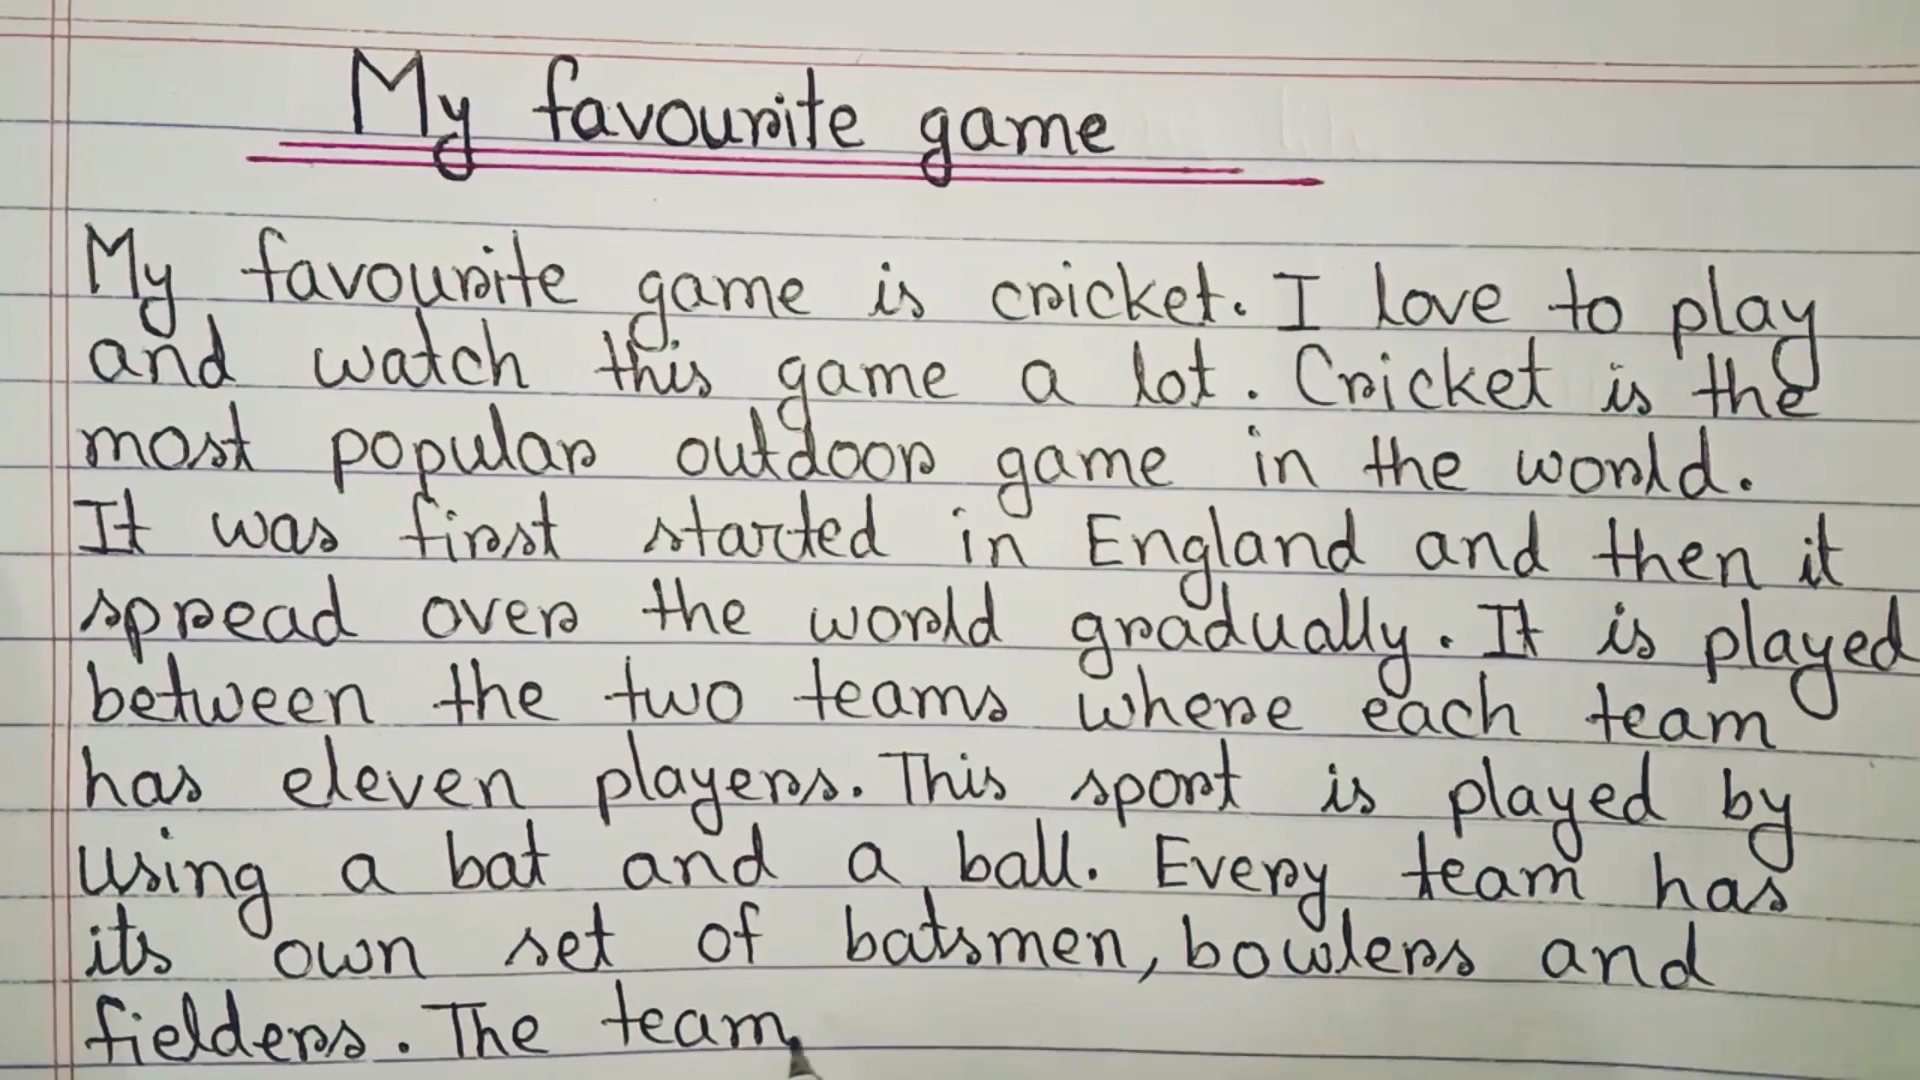 My favourite game
My favourite game is cricket. I love to play
and watch this game a lot. Cricket is the
most popular outdoor game in the world.
It was first started in England and then it
spread over the world gradually. It is played
between the two teams where each team
has eleven players. This sport is played by
using a bat and a ball. Every team has
its own set of batsmen, bowlers and
fielders. The team